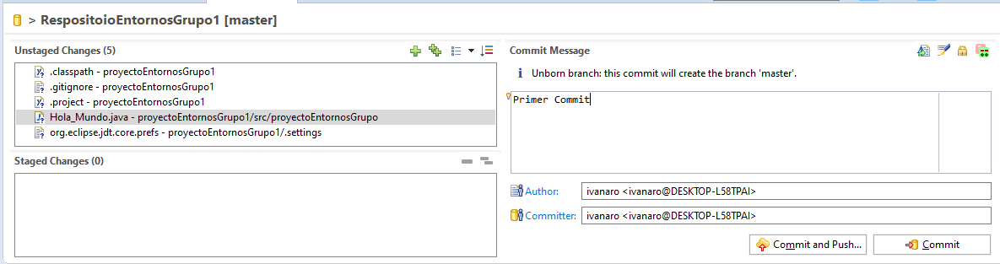 > RespositoioEntornosGrupo1 [master]
Unstaged Changes (5)
.classpath - proyectoEntornosGrupo1
.gitignore - proyectoEntornosGrupo1
.project - proyectoEntornosGrupo1
Hola_Mundo.java - proyectoEntornosGrupo1/src/proyectoEntornosGrupo
org.eclipse.jdt.core.prefs - proyectoEntornosGrupo1/.settings
Staged Changes (0)
Commit Message
Unborn branch: this commit will create the branch 'master'.
Primer Commit
Author: ivanaro <ivanaro@DESKTOP-L58TPAI>
Committer: ivanaro <ivanaro@DESKTOP-L58TPAI>
Commit and Push... Commit